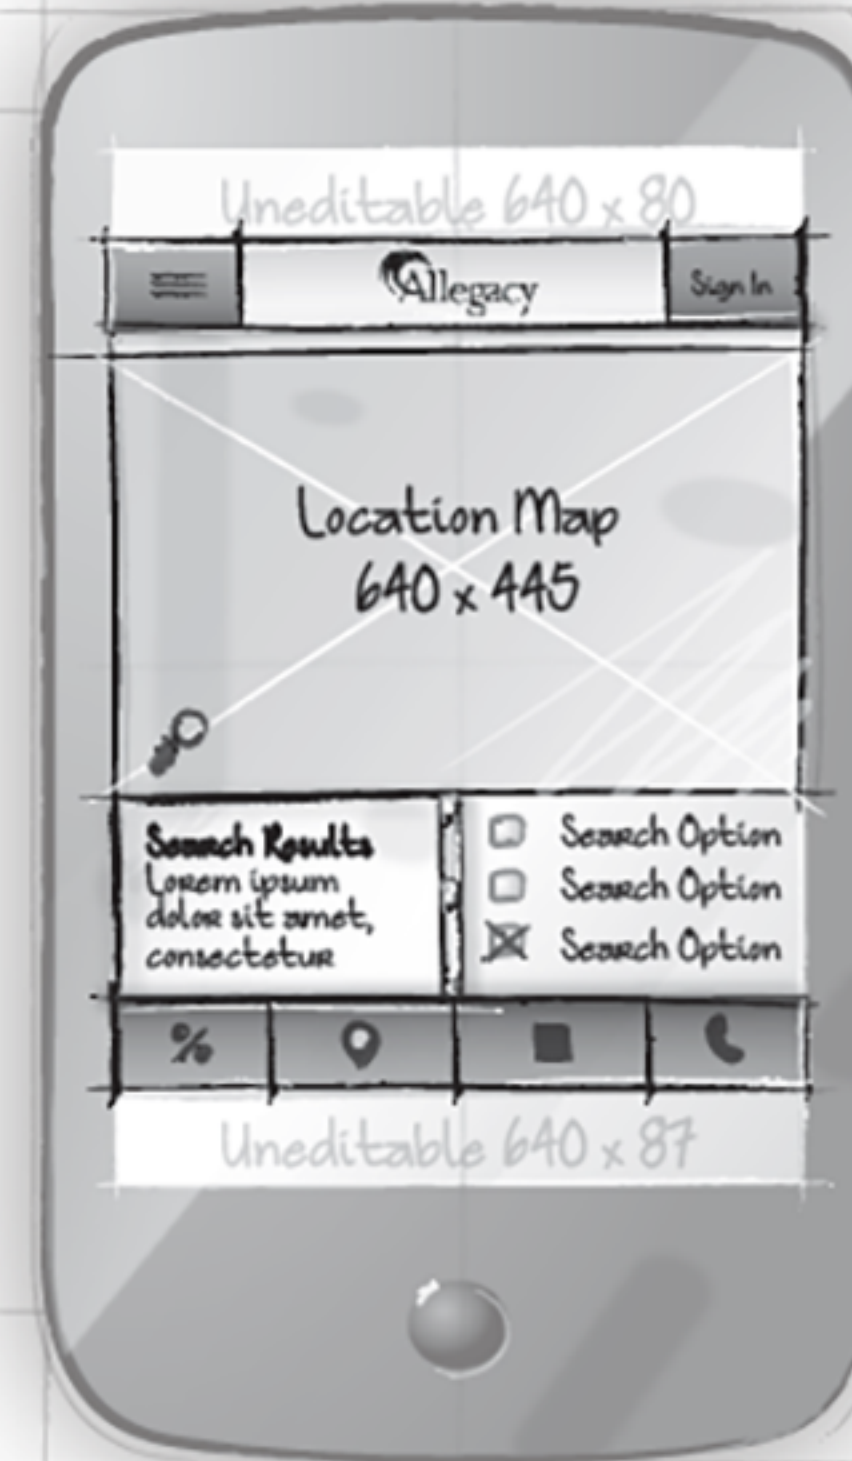 Uneditable 640 x 80
Allegacy
Sign In
Location Map
640 x 445
Search Results
Lorem ipsum
dolor sit amet,
consectetur
Search Option
Search Option
Search Option
%
Uneditable 640 x 87